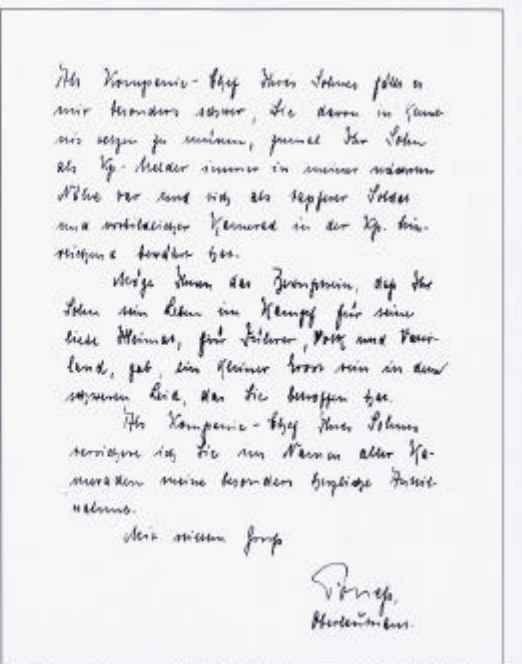 Als Kompanie-Chef Ihres Sohnes fällt es
mir besonders schwer, Sie davon in Kennt-
nis setzen zu müssen, zumal Ihr Sohn
als Kp.-Melder immer in meiner nächsten
Nähe war und sich als tapferer Soldat
und vorbildlicher Kamerad in der Kp. hin-
reichend bewährt hat.
Möge Ihnen das Bewußtsein, daß Ihr
Sohn sein Leben im Kampf für seine
liebe Heimat, für Führer, Volk und Vater-
land, gab, ein kleiner Trost sein in dem
schweren Leid, das Sie betroffen hat.
Als Kompanie-Chef Ihres Sohnes
versichere ich Sie im Namen aller Ka-
meraden meine besonders herzliche Anteil-
nahme.
Mit Gruß
Oberleutnant.